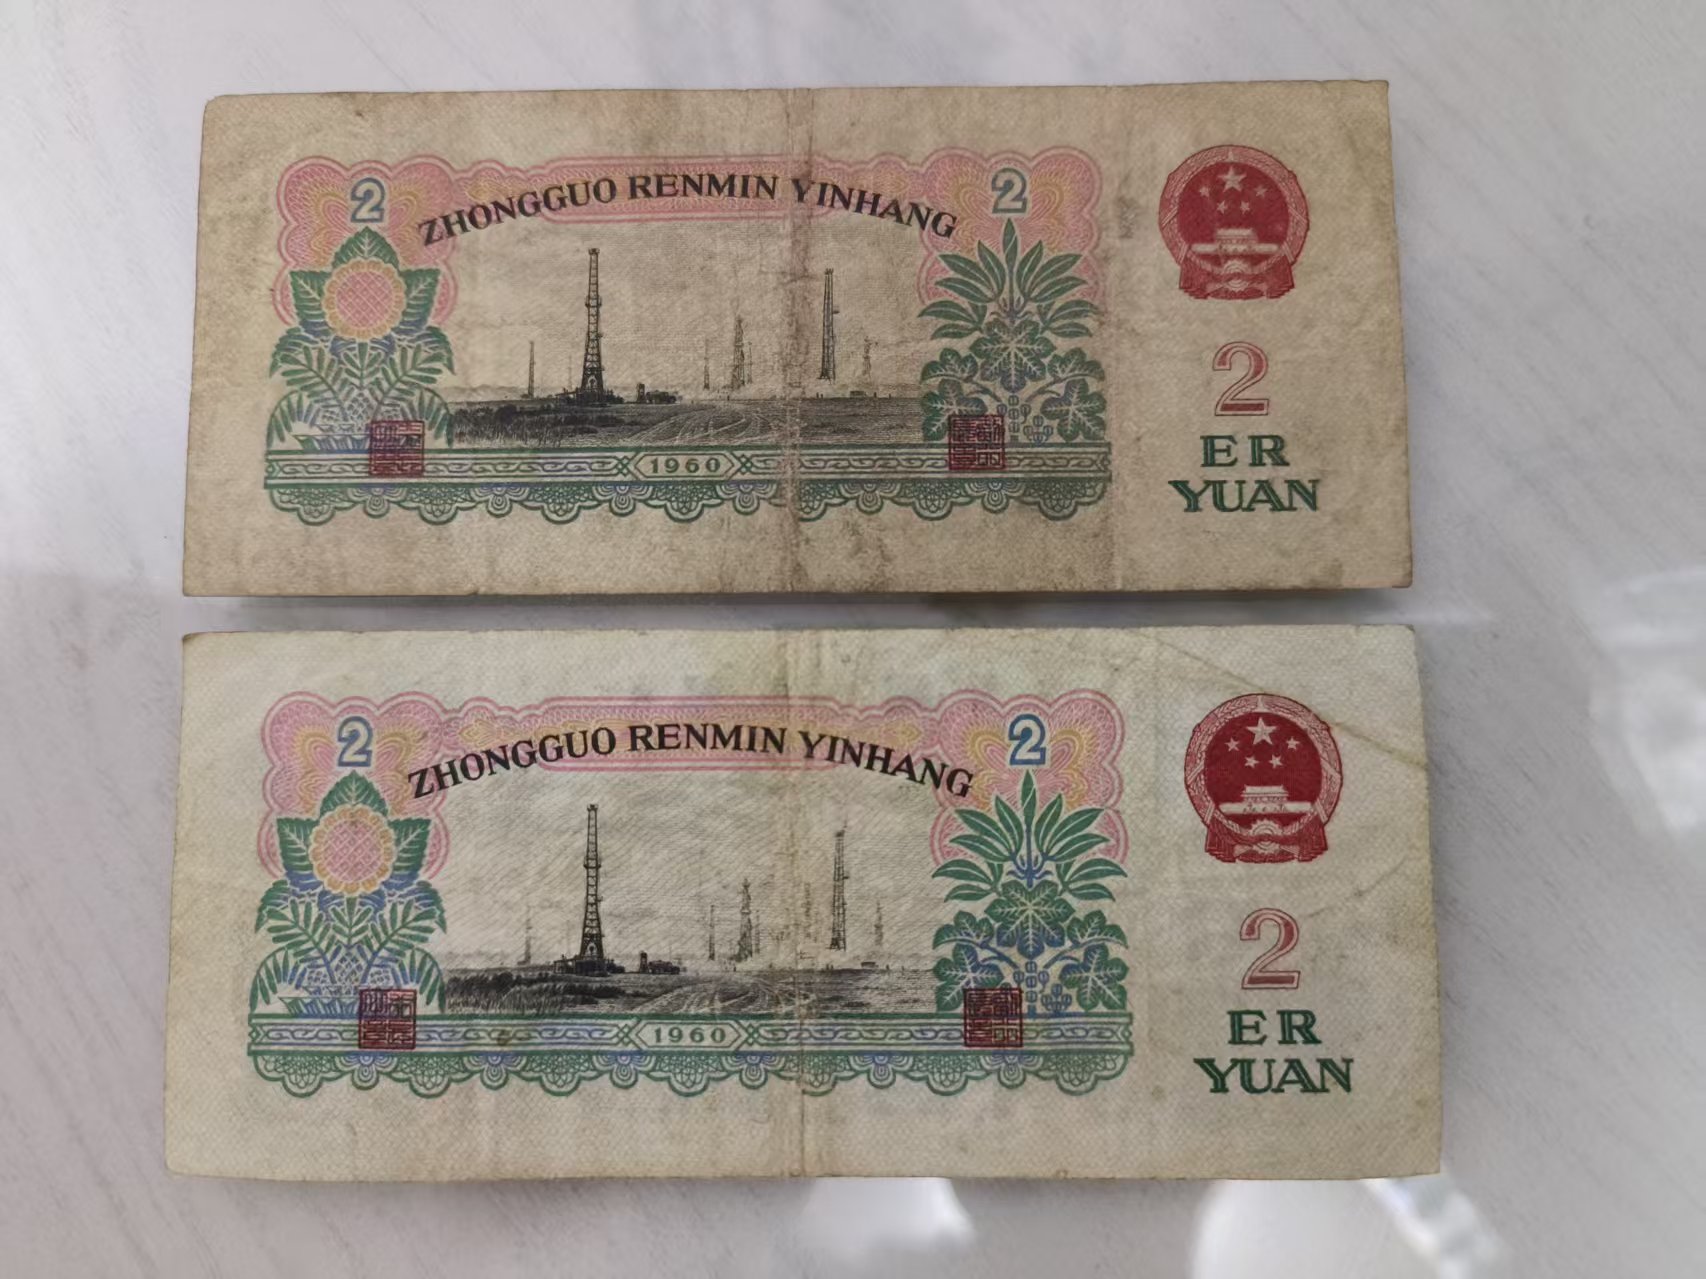 2 ZHONGGUO RENMIN YINHANG 2
2
ER
YUAN
1960
2 ZHONGGUO RENMIN YINHANG 2
2
ER
YUAN
1960